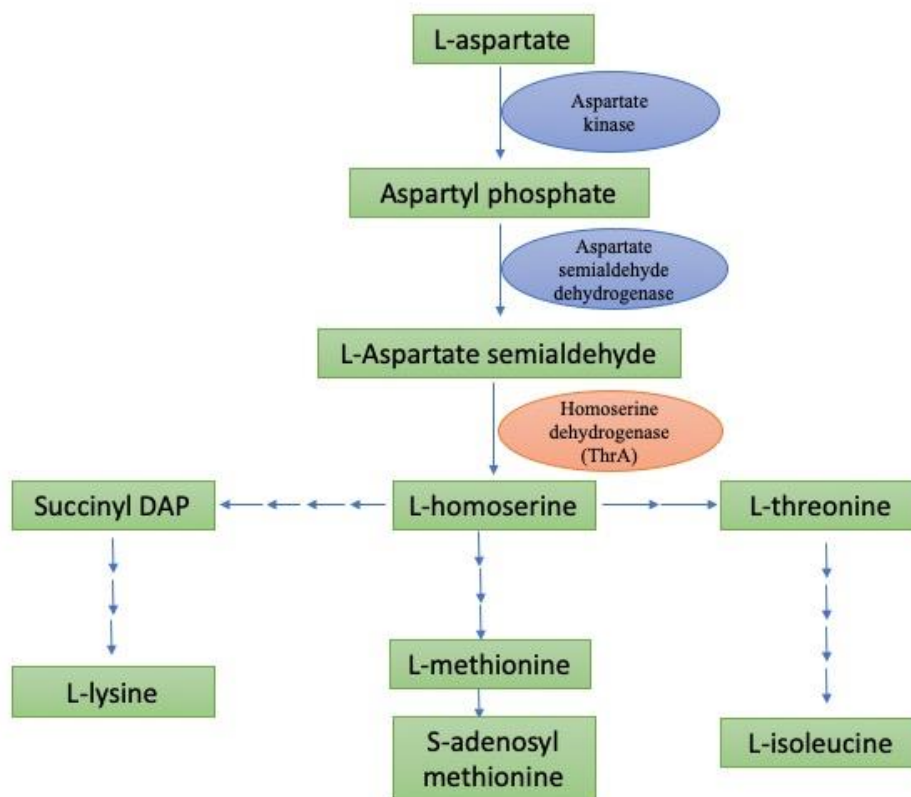 L-aspartate
Aspartate
kinase
Aspartyl phosphate
Aspartate
semialdehyde
dehydrogenase
L-Aspartate semialdehyde
Homoserine
dehydrogenase
(ThrA)
Succinyl DAP
L-homoserine
L-threonine
L-methionine
L-lysine
S-adenosyl
methionine
L-isoleucine